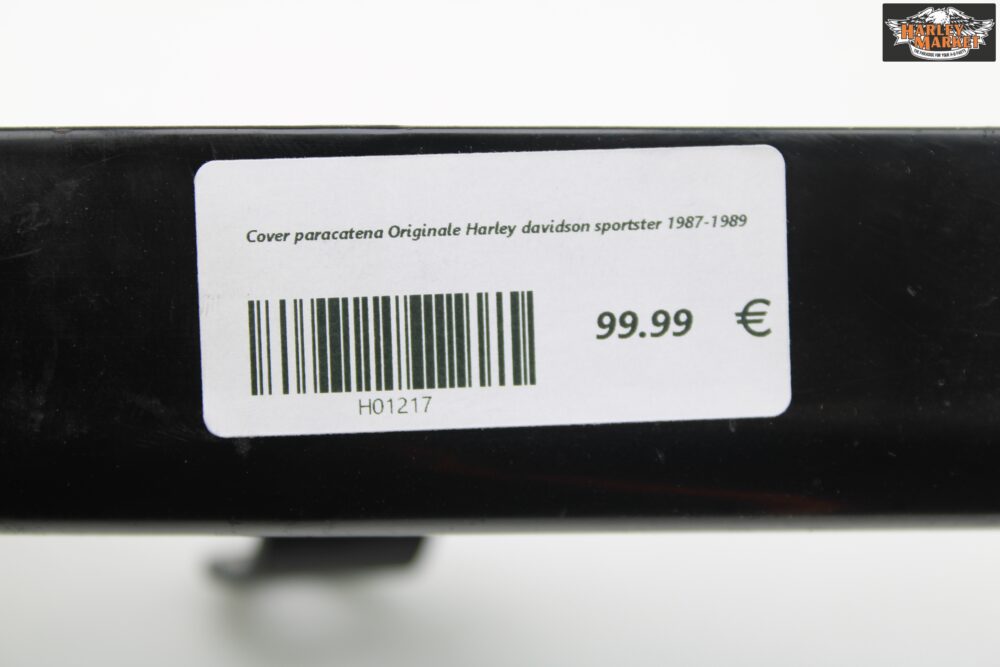 HARLEY
MARKET
Cover paracatena Originale Harley davidson sportster 1987-1989
99.99 €
H01217